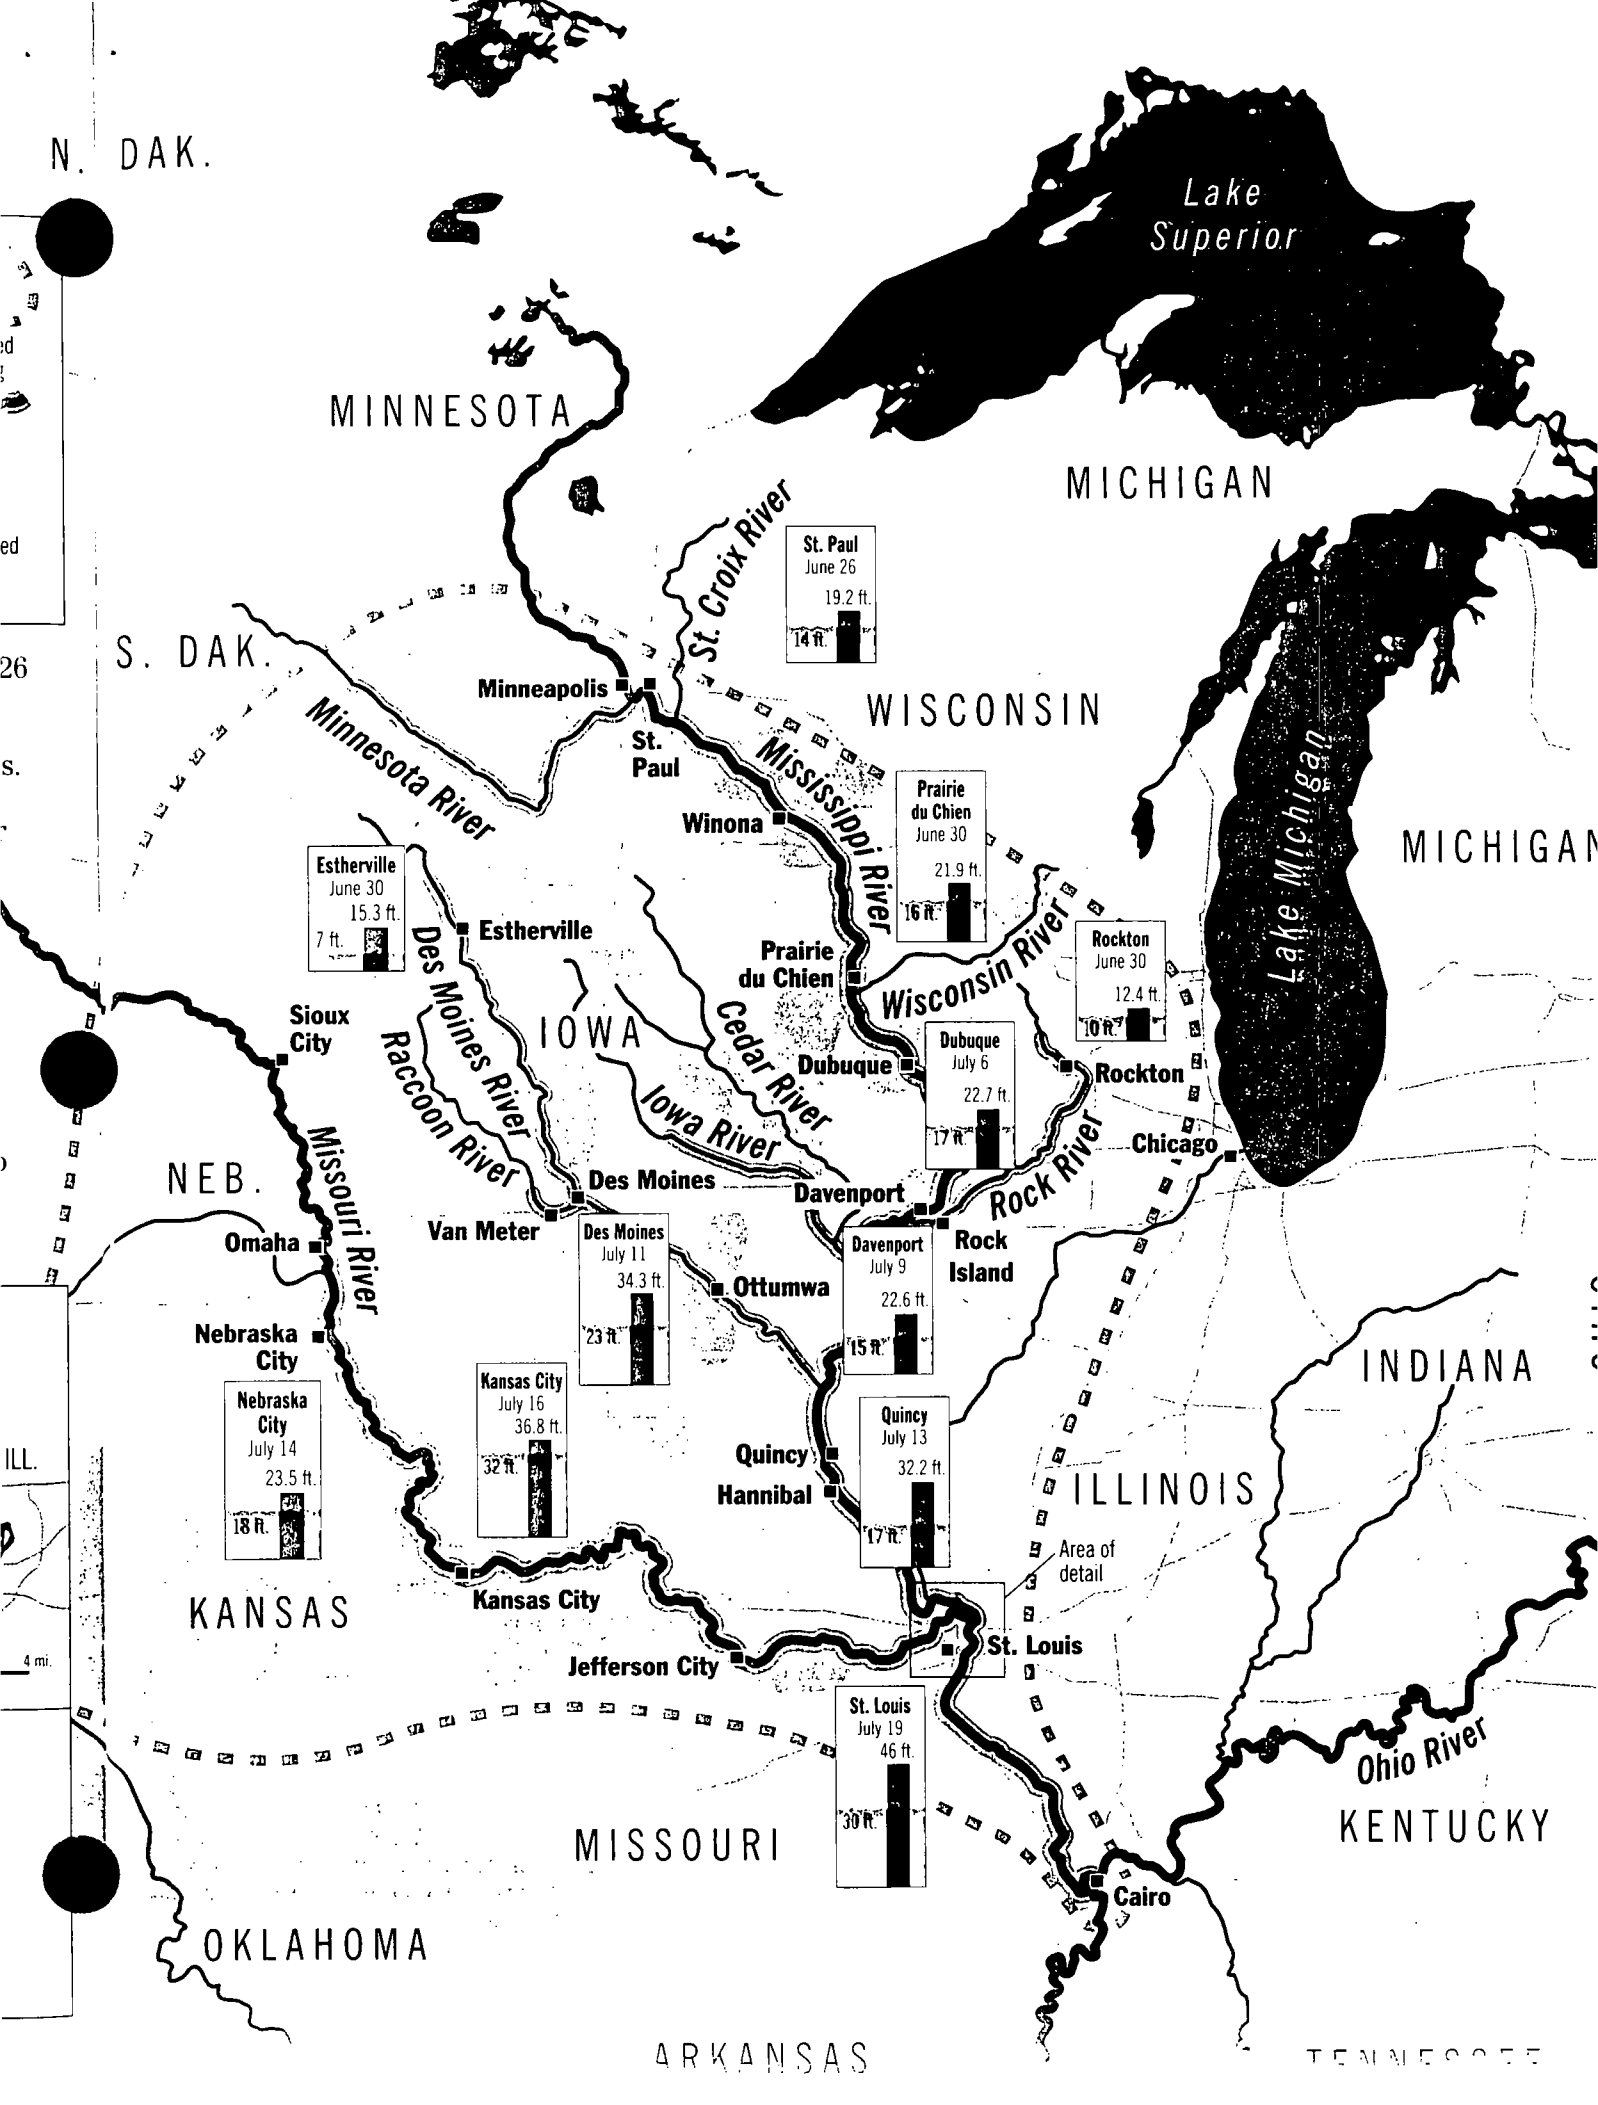 N. DAK.
Lake
Superior
ed
MINNESOTA
MICHIGAN
St. Croix River
St. Paul
June 26
19.2 ft.
14 ft.
ed
S. DAK.
26
Minneapolis
WISCONSIN
Minnesota River
St.
Paul
Mississippi River
s.
Winona
Prairie
du Chien
June 30
21.9 ft.
16 ft.
Lake Michigan
MICHIGAN
Estherville
June 30
15.3 ft.
7 ft.
Estherville
Des Moines River
Prairie
du Chien
Wisconsin River
Rockton
June 30
12.4 ft.
10 ft.
Sioux
City
IOWA
Raccoon River
Cedar River
Dubuque
Dubuque
July 6
22.7 ft.
17 ft.
Rockton
Iowa River
Missouri River
NEB.
Chicago
Des Moines
Davenport
Rock River
Van Meter
Omaha
Des Moines
July 11
34.3 ft.
23 ft.
Davenport
July 9
22.6 ft.
15 ft.
Rock
Island
Ottumwa
Nebraska
City
INDIANA
Nebraska
City
July 14
23.5 ft.
18 ft.
Kansas City
July 16
36.8 ft.
32 ft.
Quincy
July 13
32.2 ft.
17 ft.
Quincy
Hannibal
ILL.
ILLINOIS
Area of
detail
KANSAS
Kansas City
4 mi.
Jefferson City
St. Louis
St. Louis
July 19
46 ft.
30 ft.
Ohio River
MISSOURI
KENTUCKY
Cairo
OKLAHOMA
ARKANSAS
TENNESSEE